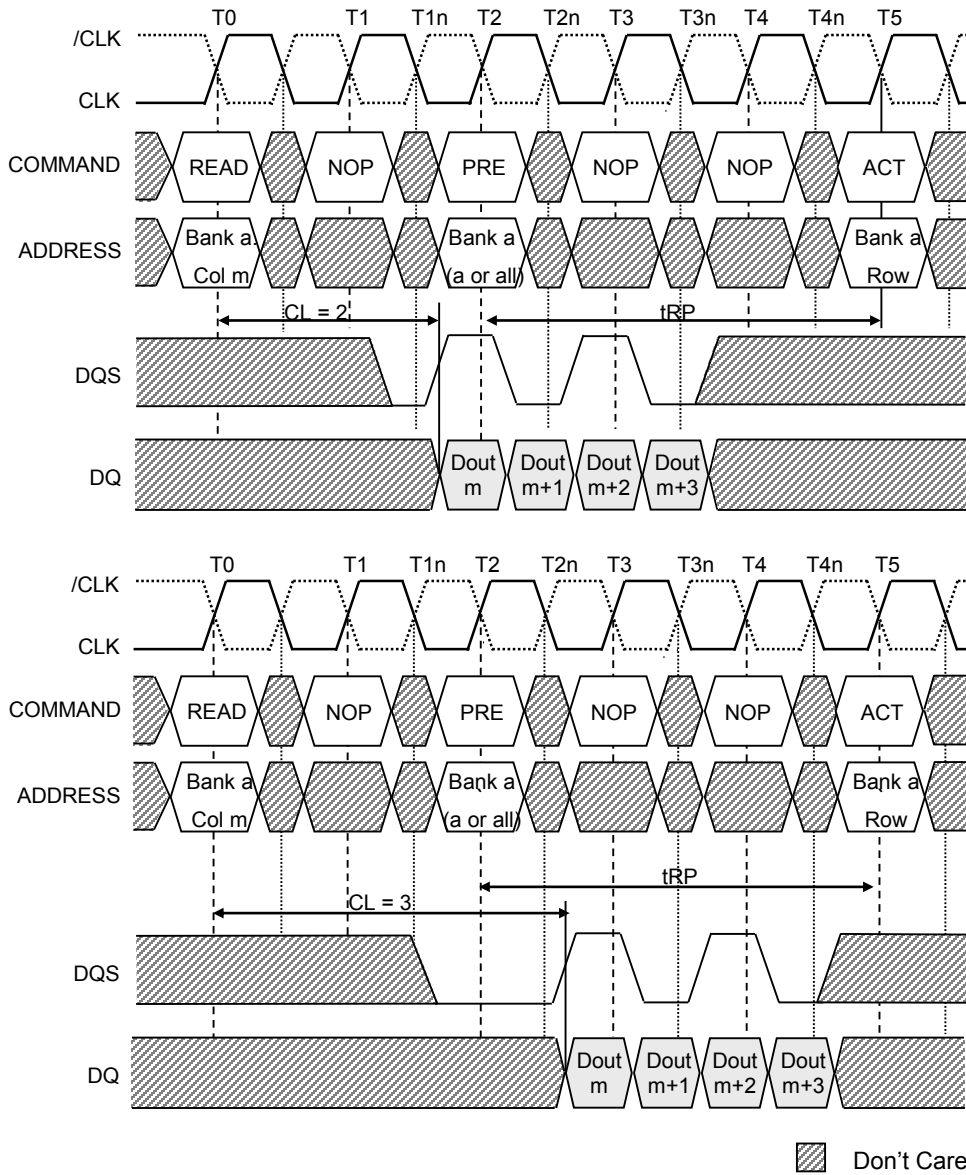 T0 T1 T1n T2 T2n T3 T3n T4 T4n T5
/CLK
CLK
COMMAND READ NOP PRE NOP NOP ACT
ADDRESS Bank a. Bank a Bank a
Col m (a or all) Row
CL = 2 tRP
DQS
DQ Dout Dout Dout Dout
m m+1 m+2 m+3
T0 T1 T1n T2 T2n T3 T3n T4 T4n T5
/CLK
CLK
COMMAND READ NOP PRE NOP NOP ACT
ADDRESS Bank a Bank a Bank a
Col m (a or all) Row
tRP
CL = 3
DQS
DQ Dout Dout Dout Dout
m m+1 m+2 m+3
Don't Care